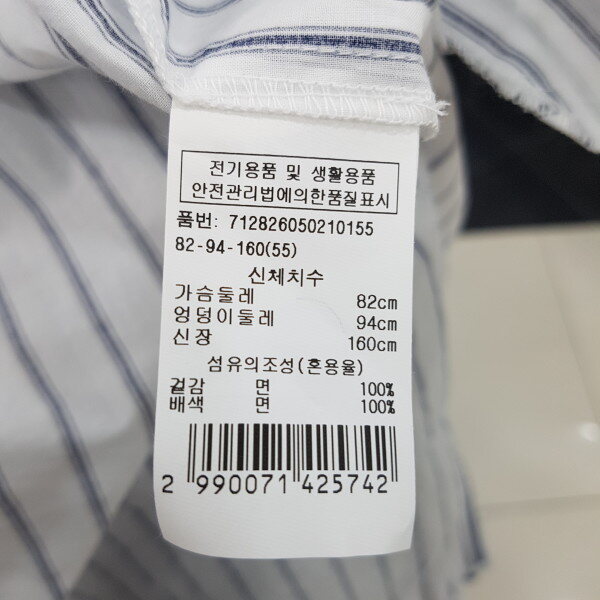 전기용품 및 생활용품
안전관리법에의한품질표시
품번: 712826050210155
82-94-160(55)
신체치수
가슴둘레 82cm
엉덩이둘레 94cm
신장 160cm
섬유의조성(혼용율)
겉감 면 100%
배색 면 100%
2 990071 425742